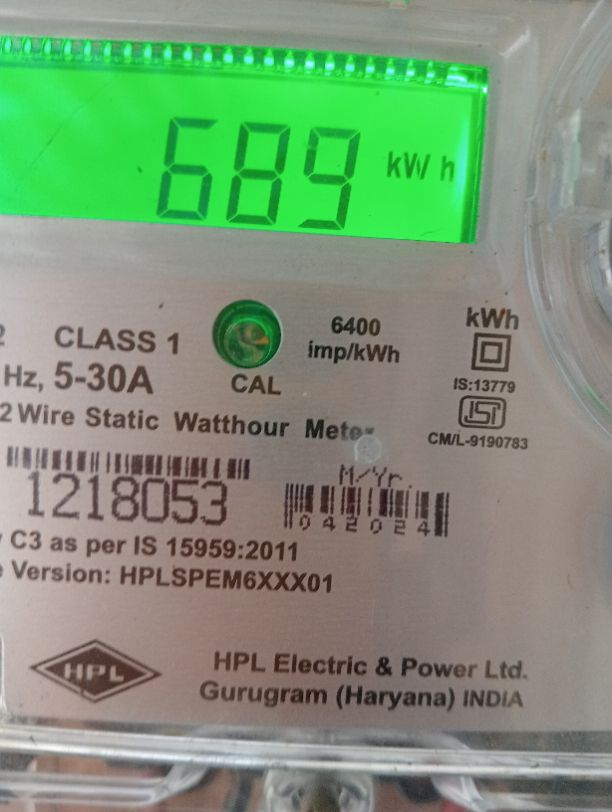 689 kWh
CLASS 1
6400
imp/kWh
kWh
Hz, 5-30A
CAL
IS:13779
2 Wire Static Watthour Meter
ISI
CM/L-9190783
M/Yr.
1218053
042024
C3 as per IS 15959:2011
Version: HPLSPEM6XXX01
HPL
HPL Electric & Power Ltd.
Gurugram (Haryana) INDIA